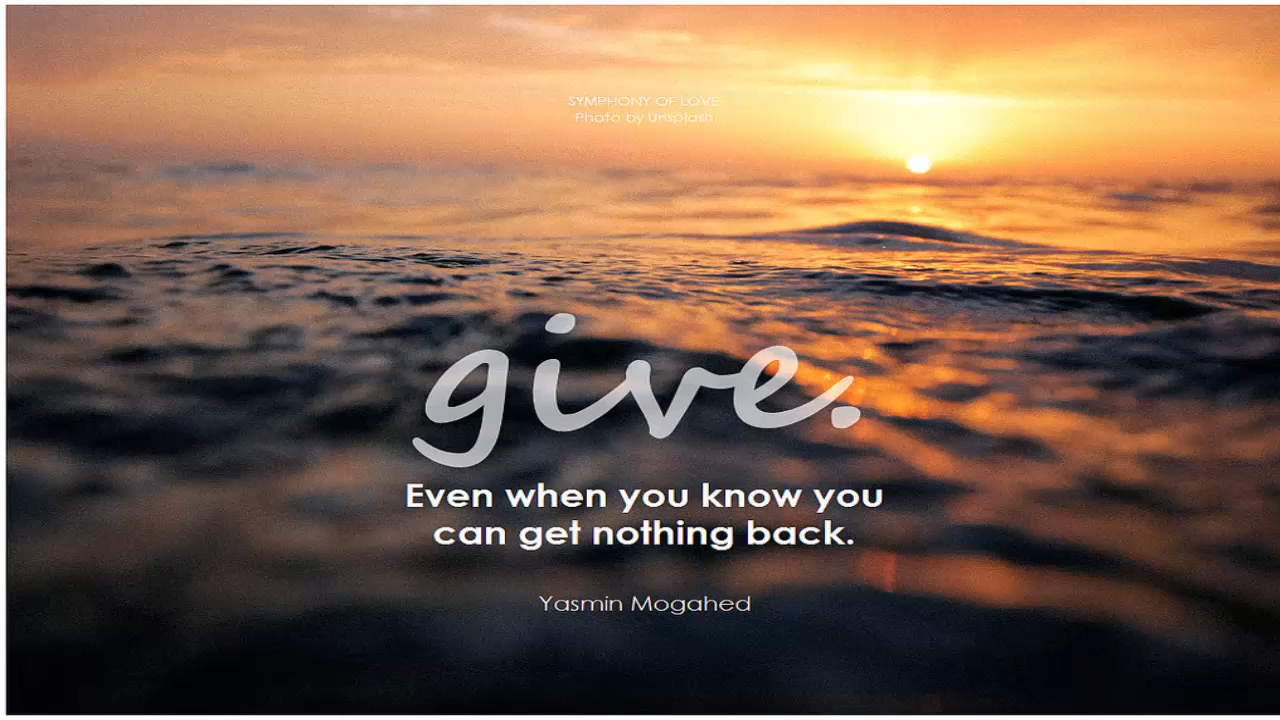 SYMPHONY OF LOVE
Photo by Unsplash
give.
Even when you know you
can get nothing back.
Yasmin Mogahed